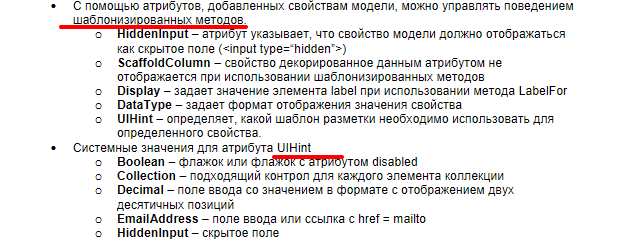 • С помощью атрибутов, добавленных свойствам модели, можно управлять поведением
шаблонизированных методов.
o HiddenInput – атрибут указывает, что свойство модели должно отображаться
как скрытое поле (<input type=“hidden”>)
o ScaffoldColumn – свойство декорированное данным атрибутом не
отображается при использовании шаблонизированных методов
o Display – задает значение элемента label при использовании метода LabelFor
o DataType – задает формат отображения значения свойства
o UIHint – определяет, какой шаблон разметки необходимо использовать для
определенного свойства.
• Системные значения для атрибута UIHint
o Boolean – флажок или флажок с атрибутом disabled
o Collection – подходящий контрол для каждого элемента коллекции
o Decimal – поле ввода со значением в формате с отображением двух
десятичных позиций
o EmailAddress – поле ввода или ссылка с href = mailto
o HiddenInput – скрытое поле